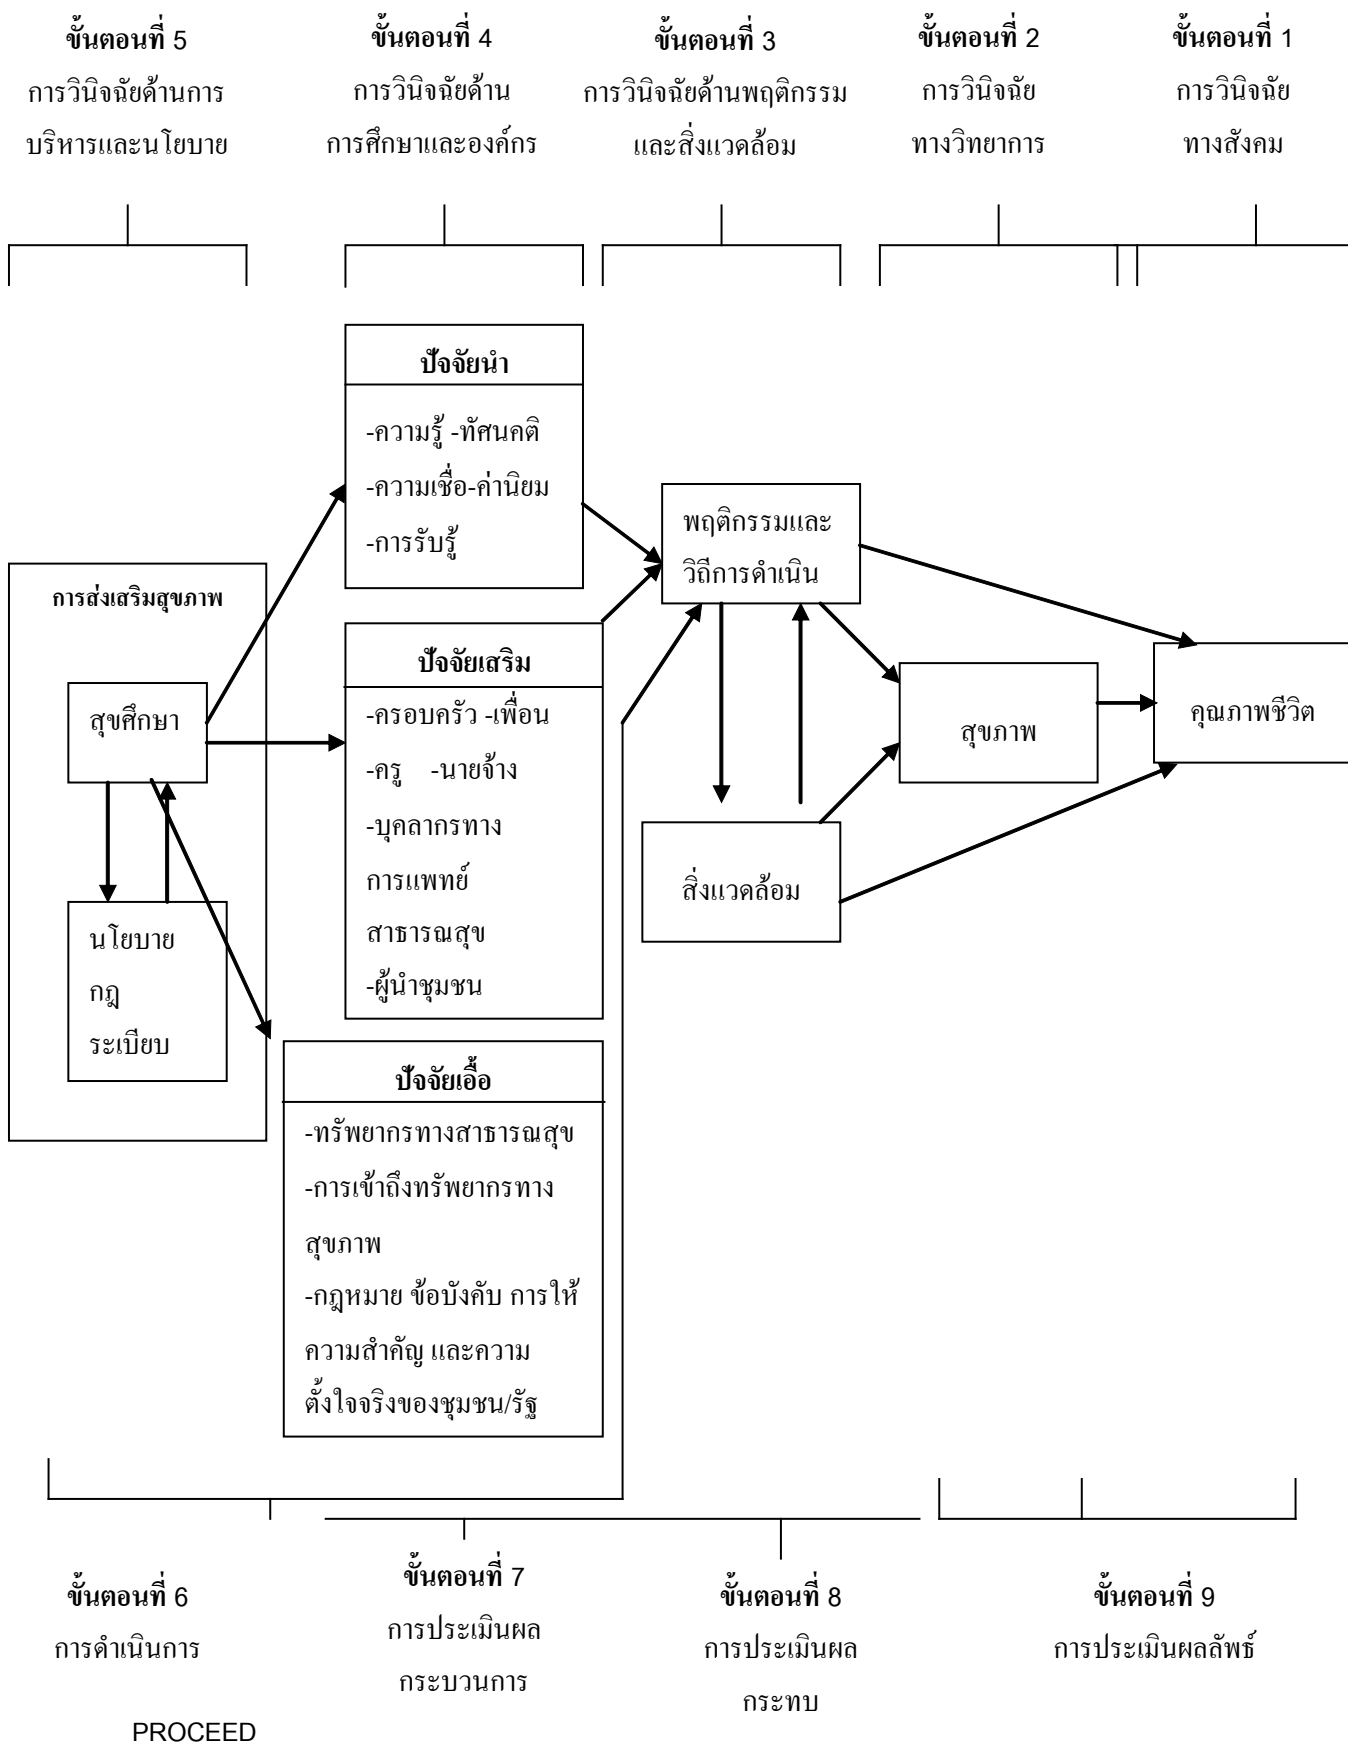 ขั้นตอนที่ 5
การวินิจฉัยด้านการ
บริหารและนโยบาย
ขั้นตอนที่ 4
การวินิจฉัยด้าน
การศึกษาและองค์กร
ขั้นตอนที่ 3
การวินิจฉัยด้านพฤติกรรม
และสิ่งแวดล้อม
ขั้นตอนที่ 2
การวินิจฉัย
ทางวิทยาการ
ขั้นตอนที่ 1
การวินิจฉัย
ทางสังคม
ปัจจัยนำ
-ความรู้ -ทัศนคติ
-ความเชื่อ-ค่านิยม
-การรับรู้
พฤติกรรมและ
วิถีการดำเนิน
การส่งเสริมสุขภาพ
สุขศึกษา
นโยบาย
กฎ
ระเบียบ
ปัจจัยเสริม
-ครอบครัว -เพื่อน
-ครู -นายจ้าง
-บุคลากรทาง
การแพทย์
สาธารณสุข
-ผู้นำชุมชน
สิ่งแวดล้อม
สุขภาพ
คุณภาพชีวิต
ปัจจัยเอื้อ
-ทรัพยากรทางสาธารณสุข
-การเข้าถึงทรัพยากรทาง
สุขภาพ
-กฎหมาย ข้อบังคับ การให้
ความสำคัญ และความ
ตั้งใจจริงของชุมชน/รัฐ
ขั้นตอนที่ 6
การดำเนินการ
ขั้นตอนที่ 7
การประเมินผล
กระบวนการ
ขั้นตอนที่ 8
การประเมินผล
กระทบ
ขั้นตอนที่ 9
การประเมินผลลัพธ์
PROCEED